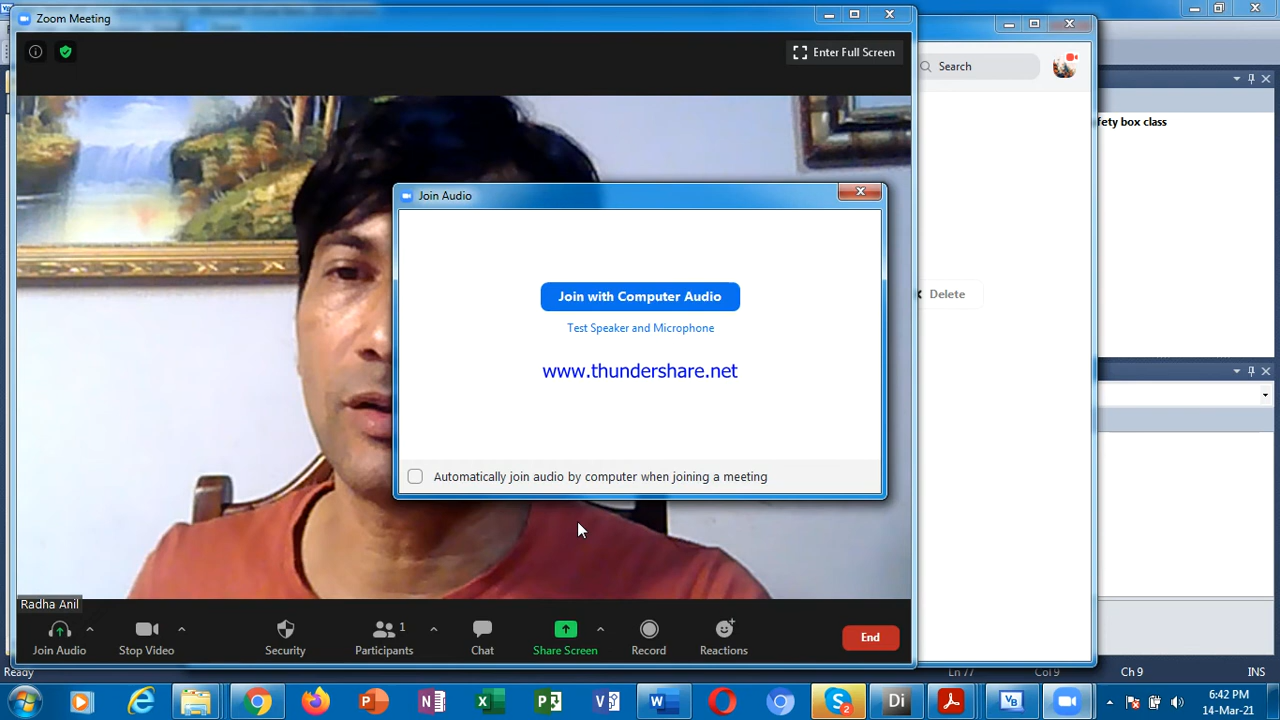 Zoom Meeting
Enter Full Screen
Search
fety box class
Join Audio
Join with Computer Audio
Test Speaker and Microphone
www.thundershare.net
Delete
Automatically join audio by computer when joining a meeting
Radha Anil
1
Join Audio
Stop Video
Security
Participants
Chat
Share Screen
Record
Reactions
End
Ready
Ln 77
Col 9
Ch 9
INS
2
Di
6:42 PM
14-Mar-21